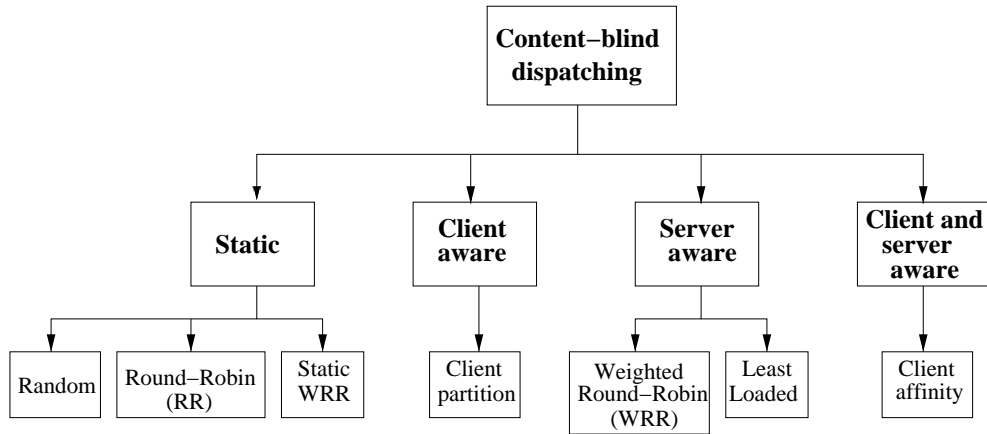 Content−blind
dispatching
Static
Client
aware
Server
aware
Client and
server
aware
Random
Round−Robin
(RR)
Static
WRR
Client
partition
Weighted
Round−Robin
(WRR)
Least
Loaded
Client
affinity